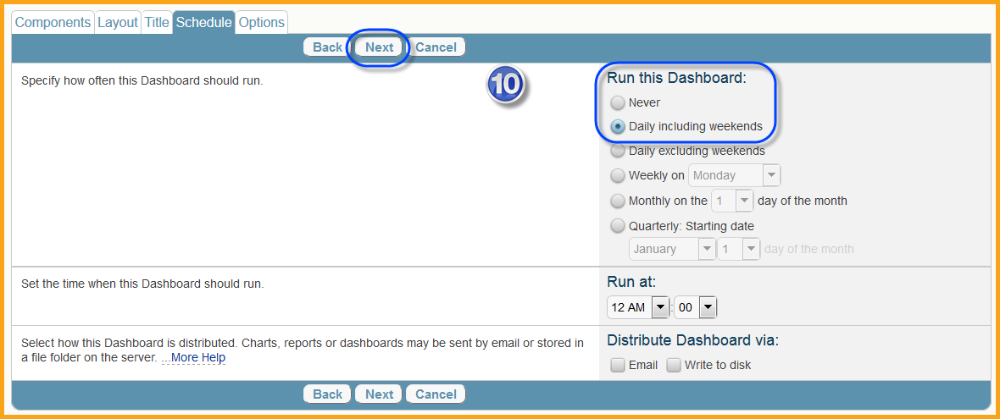 Components Layout Title Schedule Options
Back Next Cancel
Specify how often this Dashboard should run.
10
Run this Dashboard:
Never
Daily including weekends
Daily excluding weekends
Weekly on Monday
Monthly on the 1 day of the month
Quarterly: Starting date
January 1 day of the month
Set the time when this Dashboard should run.
Run at:
12 AM : 00
Select how this Dashboard is distributed. Charts, reports or dashboards may be sent by email or stored in
a file folder on the server. ...More Help
Distribute Dashboard via:
Email Write to disk
Back Next Cancel